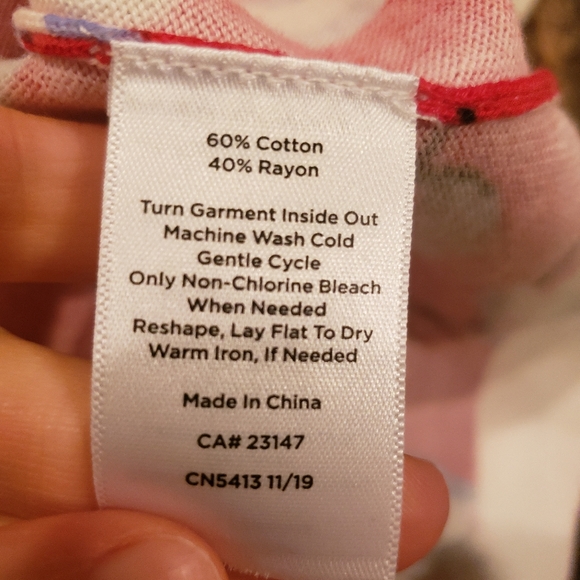 60% Cotton
40% Rayon
Turn Garment Inside Out
Machine Wash Cold
Gentle Cycle
Only Non-Chlorine Bleach
When Needed
Reshape, Lay Flat To Dry
Warm Iron, If Needed
Made In China
CA# 23147
CN5413 11/19